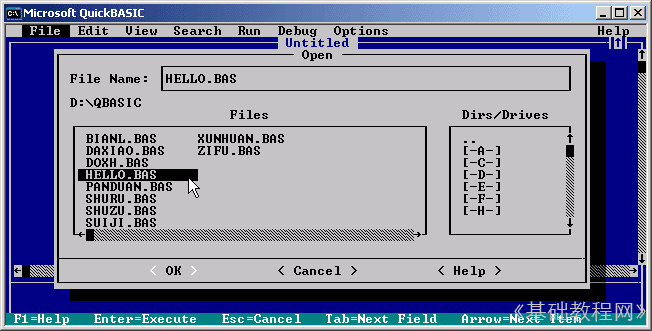 Microsoft QuickBASIC
File Edit View Search Run Debug Options Help
Untitled
Open
File Name: HELLO.BAS
D:\QBASIC
Files Dirs/Drives
BIANL.BAS XUNHUAN.BAS ..
DAXIAO.BAS ZIFU.BAS [-A-]
DOXH.BAS [-C-]
HELLO.BAS [-D-]
PANDUAN.BAS [-E-]
SHURU.BAS [-F-]
SHUZU.BAS [-H-]
SUIJI.BAS
< OK > < Cancel > < Help >
F1=Help Enter=Execute Esc=Cancel Tab=Next Field Arrow=Next Item
《基础教程网》